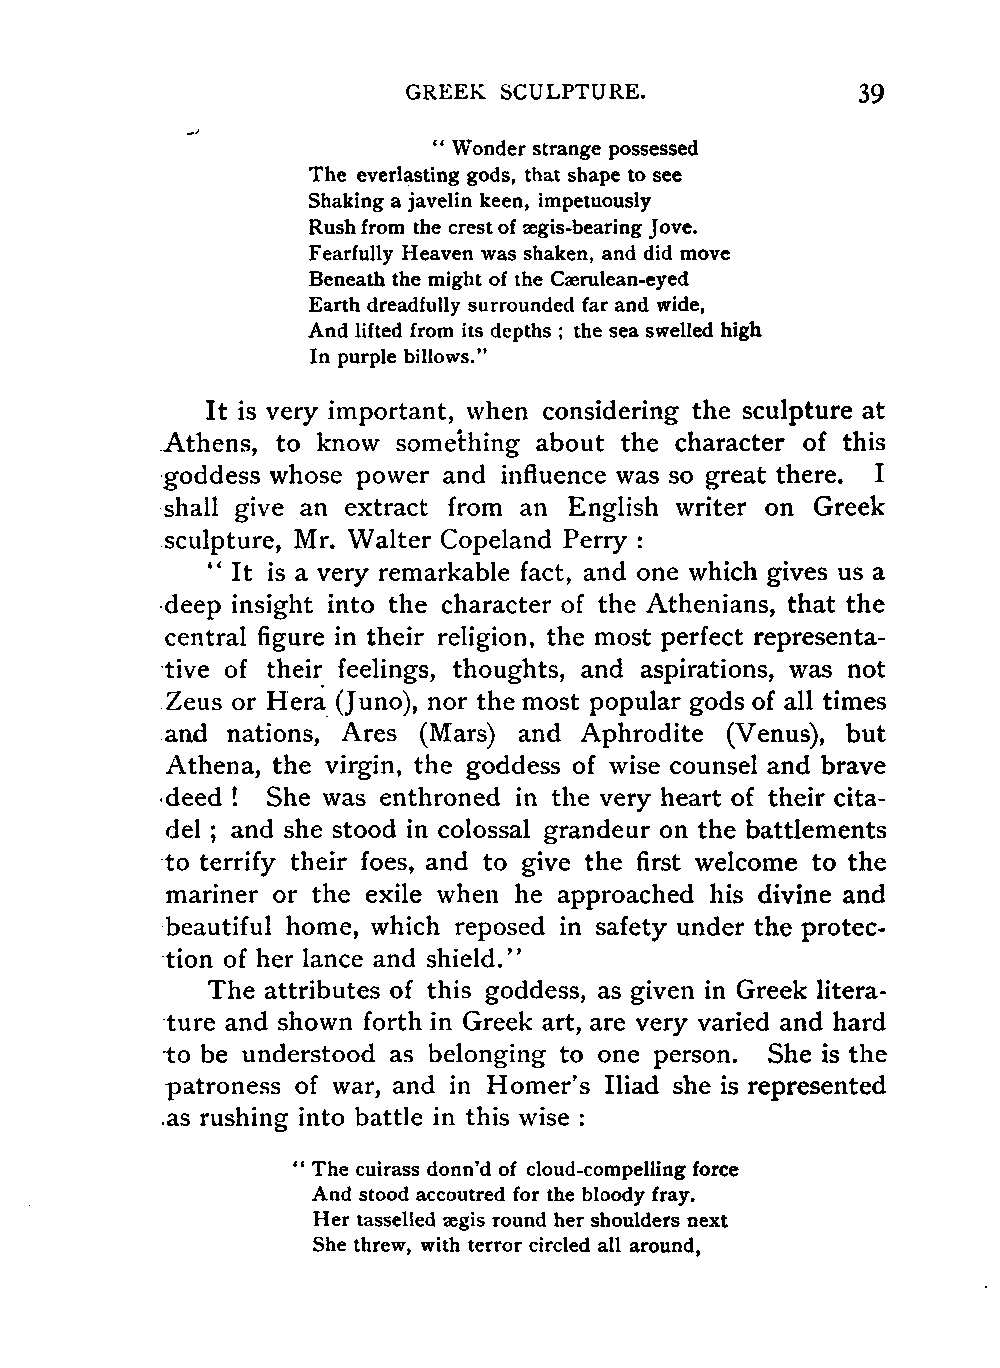 GREEK SCULPTURE. 39
" Wonder strange possessed
The everlasting gods, that shape to see
Shaking a javelin keen, impetuously
Rush from the crest of ægis-bearing Jove.
Fearfully Heaven was shaken, and did move
Beneath the might of the Cærulean-eyed
Earth dreadfully surrounded far and wide,
And lifted from its depths ; the sea swelled high
In purple billows."
It is very important, when considering the sculpture at
Athens, to know something about the character of this
goddess whose power and influence was so great there. I
shall give an extract from an English writer on Greek
sculpture, Mr. Walter Copeland Perry :
" It is a very remarkable fact, and one which gives us a
deep insight into the character of the Athenians, that the
central figure in their religion, the most perfect representa-
tive of their feelings, thoughts, and aspirations, was not
Zeus or Hera (Juno), nor the most popular gods of all times
and nations, Ares (Mars) and Aphrodite (Venus), but
Athena, the virgin, the goddess of wise counsel and brave
deed ! She was enthroned in the very heart of their cita-
del ; and she stood in colossal grandeur on the battlements
to terrify their foes, and to give the first welcome to the
mariner or the exile when he approached his divine and
beautiful home, which reposed in safety under the protec-
tion of her lance and shield."
The attributes of this goddess, as given in Greek litera-
ture and shown forth in Greek art, are very varied and hard
to be understood as belonging to one person. She is the
patroness of war, and in Homer's Iliad she is represented
as rushing into battle in this wise :
" The cuirass donn'd of cloud-compelling force
And stood accoutred for the bloody fray.
Her tasselled ægis round her shoulders next
She threw, with terror circled all around,